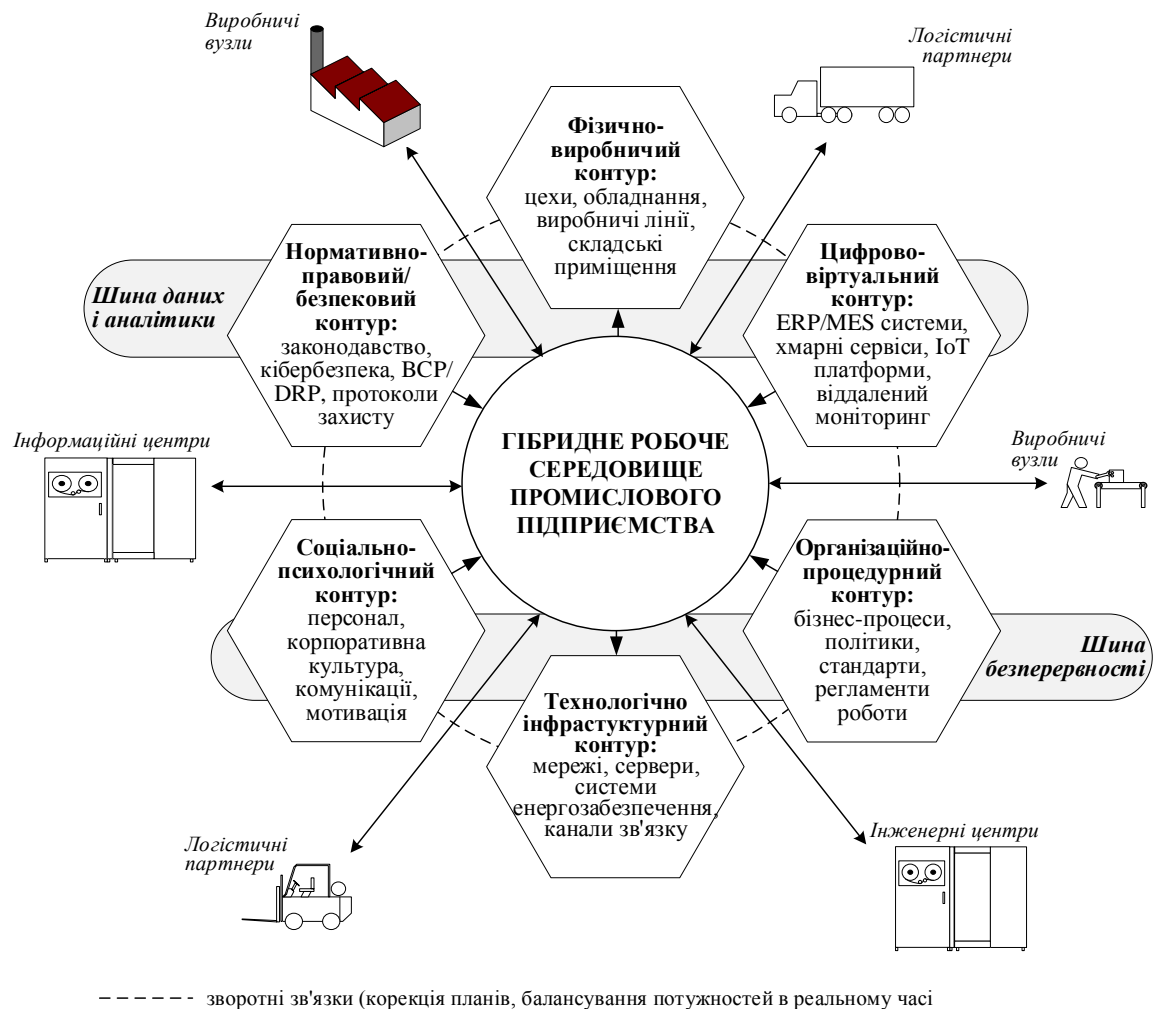 Виробничі
вузли
Логістичні
партнери
Фізично-
виробничий
контур:
цехи, обладнання,
виробничі лінії,
складські
приміщення
Нормативно-
правовий/
безпековий
контур:
законодавство,
кібербезпека, BCP/
DRP, протоколи
захисту
Цифрово-
віртуальний
контур:
ERP/MES системи,
хмарні сервіси, IoT
платформи,
віддалений
моніторинг
Шина даних
і аналітики
ГІБРИДНЕ РОБОЧЕ
СЕРЕДОВИЩЕ
ПРОМИСЛОВОГО
ПІДПРИЄМСТВА
Інформаційні центри
Виробничі
вузли
Соціально-
психологічний
контур:
персонал,
корпоративна
культура,
комунікації,
мотивація
Організаційно-
процедурний
контур:
бізнес-процеси,
політики,
стандарти,
регламенти
роботи
Шина
безперервності
Технологічно
інфраструктурний
контур:
мережі, сервери,
системи
енергозабезпечення,
канали зв'язку
Логістичні
партнери
Інженерні центри
зворотні зв'язки (корекція планів, балансування потужностей в реальному часі